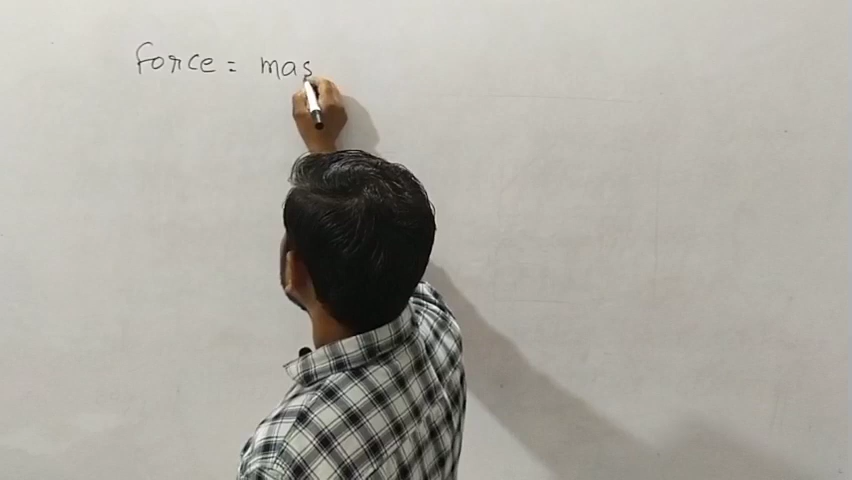 force = mas